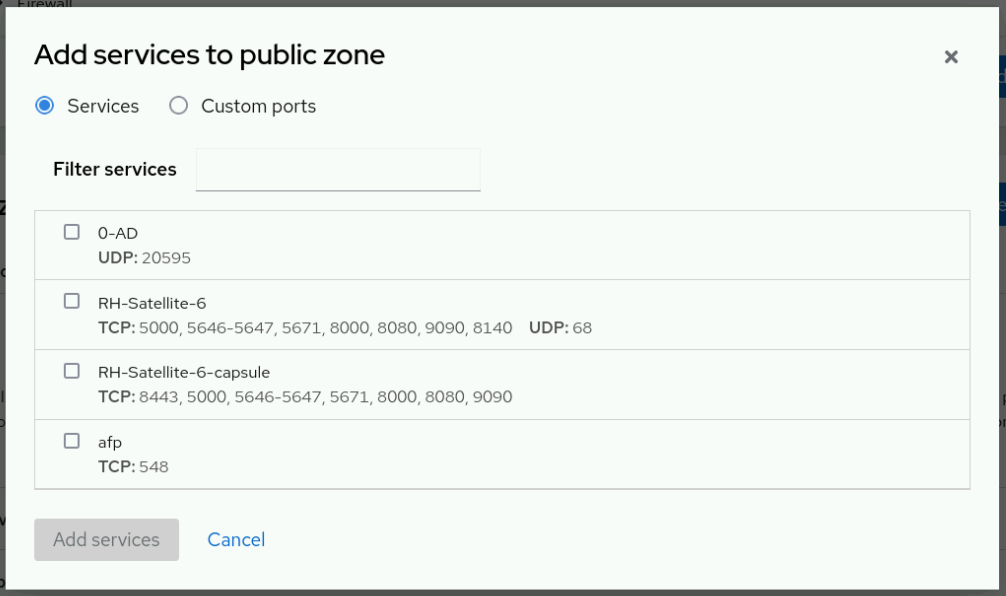 Firewall
Add services to public zone
Services Custom ports
Filter services
0-AD
UDP: 20595
RH-Satellite-6
TCP: 5000, 5646-5647, 5671, 8000, 8080, 9090, 8140 UDP: 68
RH-Satellite-6-capsule
TCP: 8443, 5000, 5646-5647, 5671, 8000, 8080, 9090
afp
TCP: 548
Add services Cancel